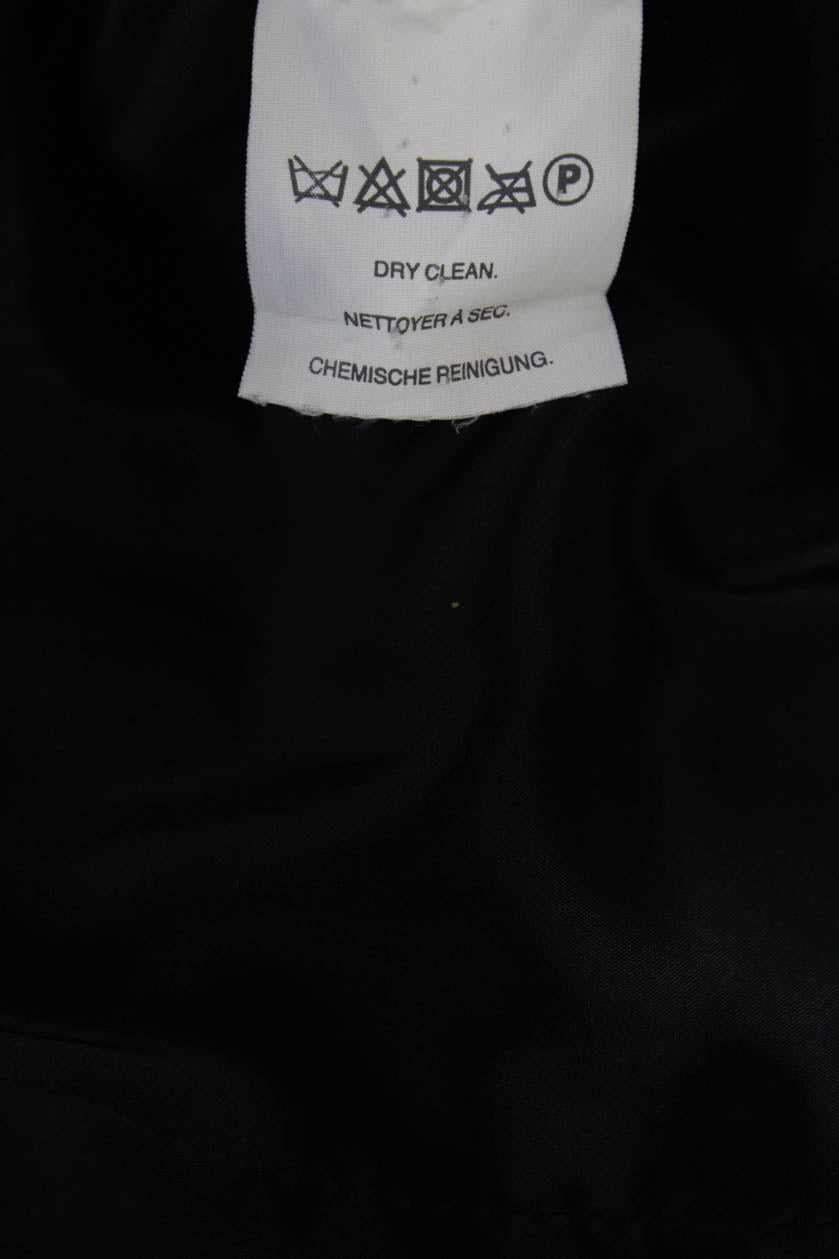 P
DRY CLEAN.
NETTOYER À SEC.
CHEMISCHE REINIGUNG.